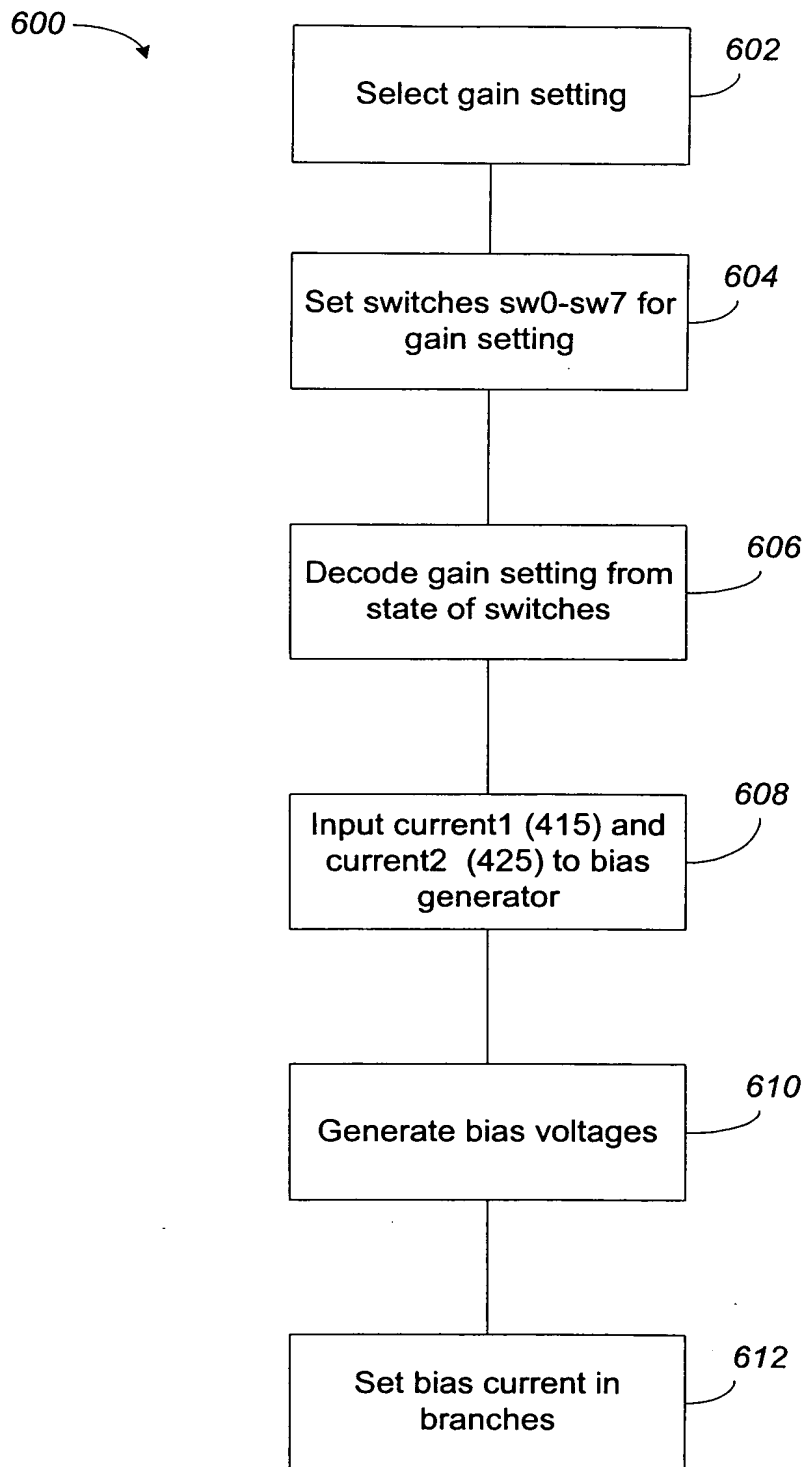 600
602
Select gain setting
604
Set switches sw0-sw7 for
gain setting
606
Decode gain setting from
state of switches
608
Input current1 (415) and
current2 (425) to bias
generator
610
Generate bias voltages
612
Set bias current in
branches